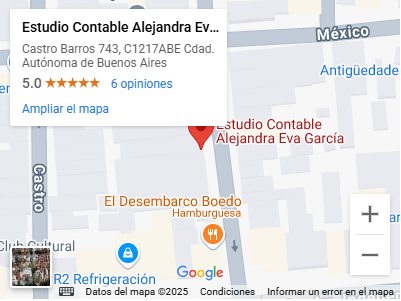 Estudio Contable Alejandra Ev...
Castro Barros 743, C1217ABE Cdad.
Autónoma de Buenos Aires
5.0
6 opiniones
Ampliar el mapa
México
Antigüedade
Estudio Contable
Alejandra Eva García
Castro
El Desembarco Boedo
Hamburguesa
Club Cultural
R2 Refrigeración
Google
Datos del mapa ©2025
Condiciones
Informar un error en el mapa